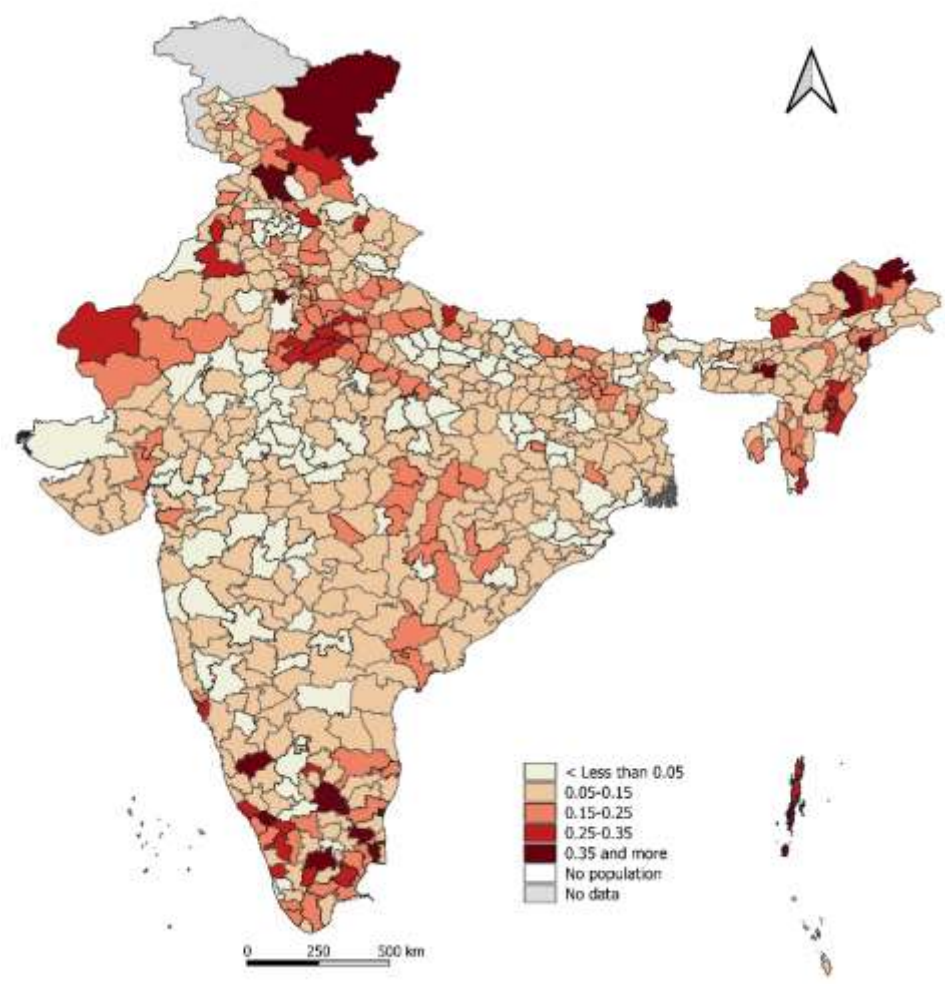 < Less than 0.05
0.05-0.15
0.15-0.25
0.25-0.35
0.35 and more
No population
No data
0 250 500 km